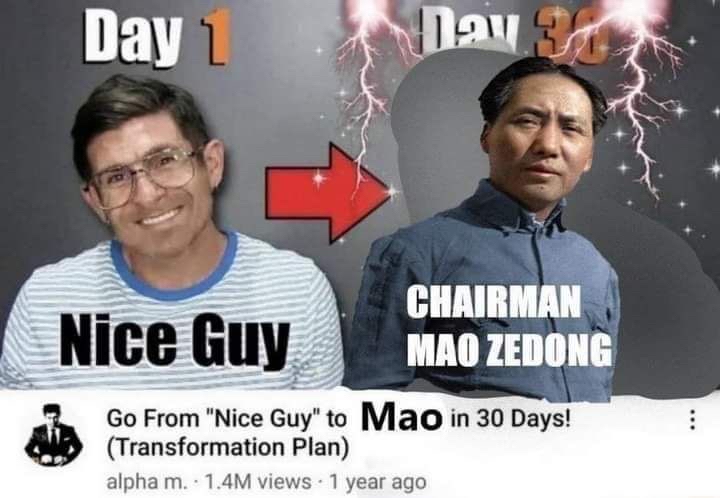 Day 1
Day 30
Nice Guy
CHAIRMAN
MAO ZEDONG
Go From "Nice Guy" to Mao in 30 Days!
(Transformation Plan)
alpha m. · 1.4M views · 1 year ago